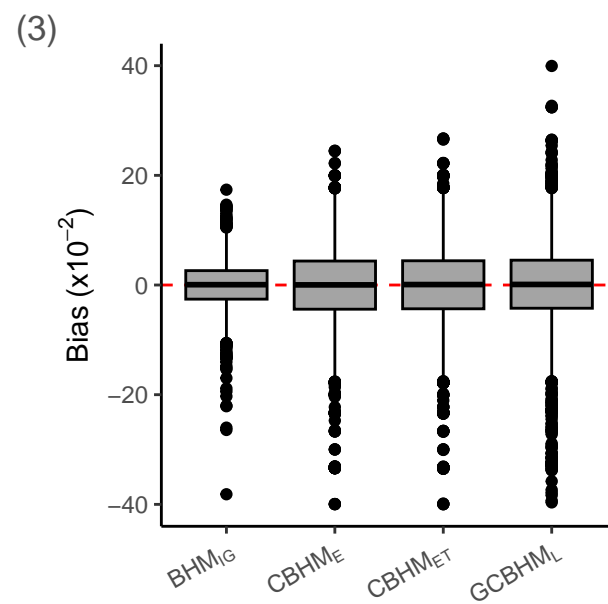 (3)
Bias (x10⁻²)
40
20
0
−20
−40
BHM_IG
CBHM_E
CBHM_ET
GCBHM_L